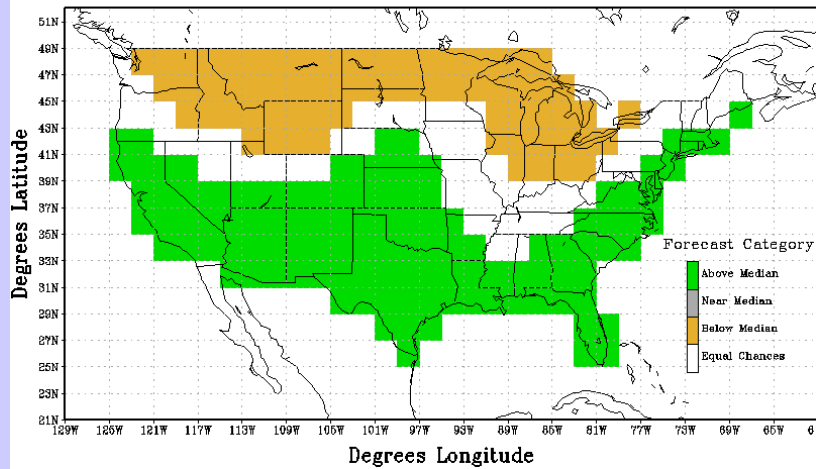 51N
49N
47N
45N
43N
41N
39N
37N
35N
33N
31N
29N
27N
25N
23N
21N
Degrees Latitude
Forecast Category
Above Median
Near Median
Below Median
Equal Chances
129W 125W 121W 117W 113W 109W 105W 101W 97W 93W 89W 85W 81W 77W 73W 69W 65W 6
Degrees Longitude